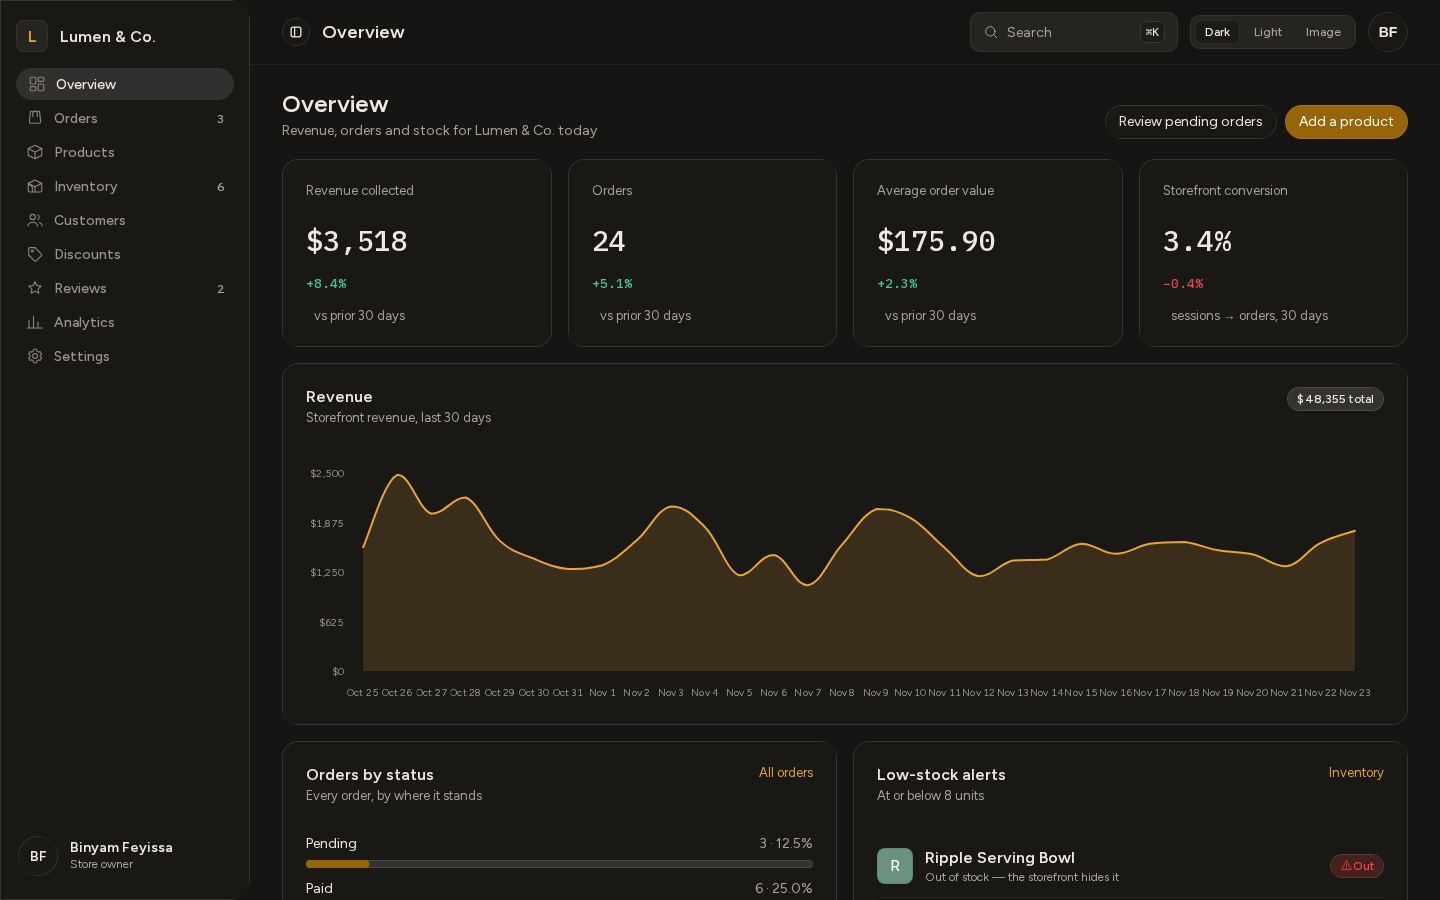 L
Lumen & Co.
Overview
Orders 3
Products
Inventory 6
Customers
Discounts
Reviews 2
Analytics
Settings
BF
Binyam Feyissa
Store owner
Overview
Search
⌘K
Dark
Light
Image
BF
Overview
Revenue, orders and stock for Lumen & Co. today
Review pending orders
Add a product
Revenue collected
$3,518
+8.4%
vs prior 30 days
Orders
24
+5.1%
vs prior 30 days
Average order value
$175.90
+2.3%
vs prior 30 days
Storefront conversion
3.4%
−0.4%
sessions → orders, 30 days
Revenue
Storefront revenue, last 30 days
$48,355 total
$2,500
$1,875
$1,250
$625
$0
Oct 25 Oct 26 Oct 27 Oct 28 Oct 29 Oct 30 Oct 31 Nov 1 Nov 2 Nov 3 Nov 4 Nov 5 Nov 6 Nov 7 Nov 8 Nov 9 Nov 10 Nov 11 Nov 12 Nov 13 Nov 14 Nov 15 Nov 16 Nov 17 Nov 18 Nov 19 Nov 20 Nov 21 Nov 22 Nov 23
Orders by status
All orders
Every order, by where it stands
Pending 3 · 12.5%
Paid 6 · 25.0%
Low-stock alerts
Inventory
At or below 8 units
R
Ripple Serving Bowl
Out of stock — the storefront hides it
Out